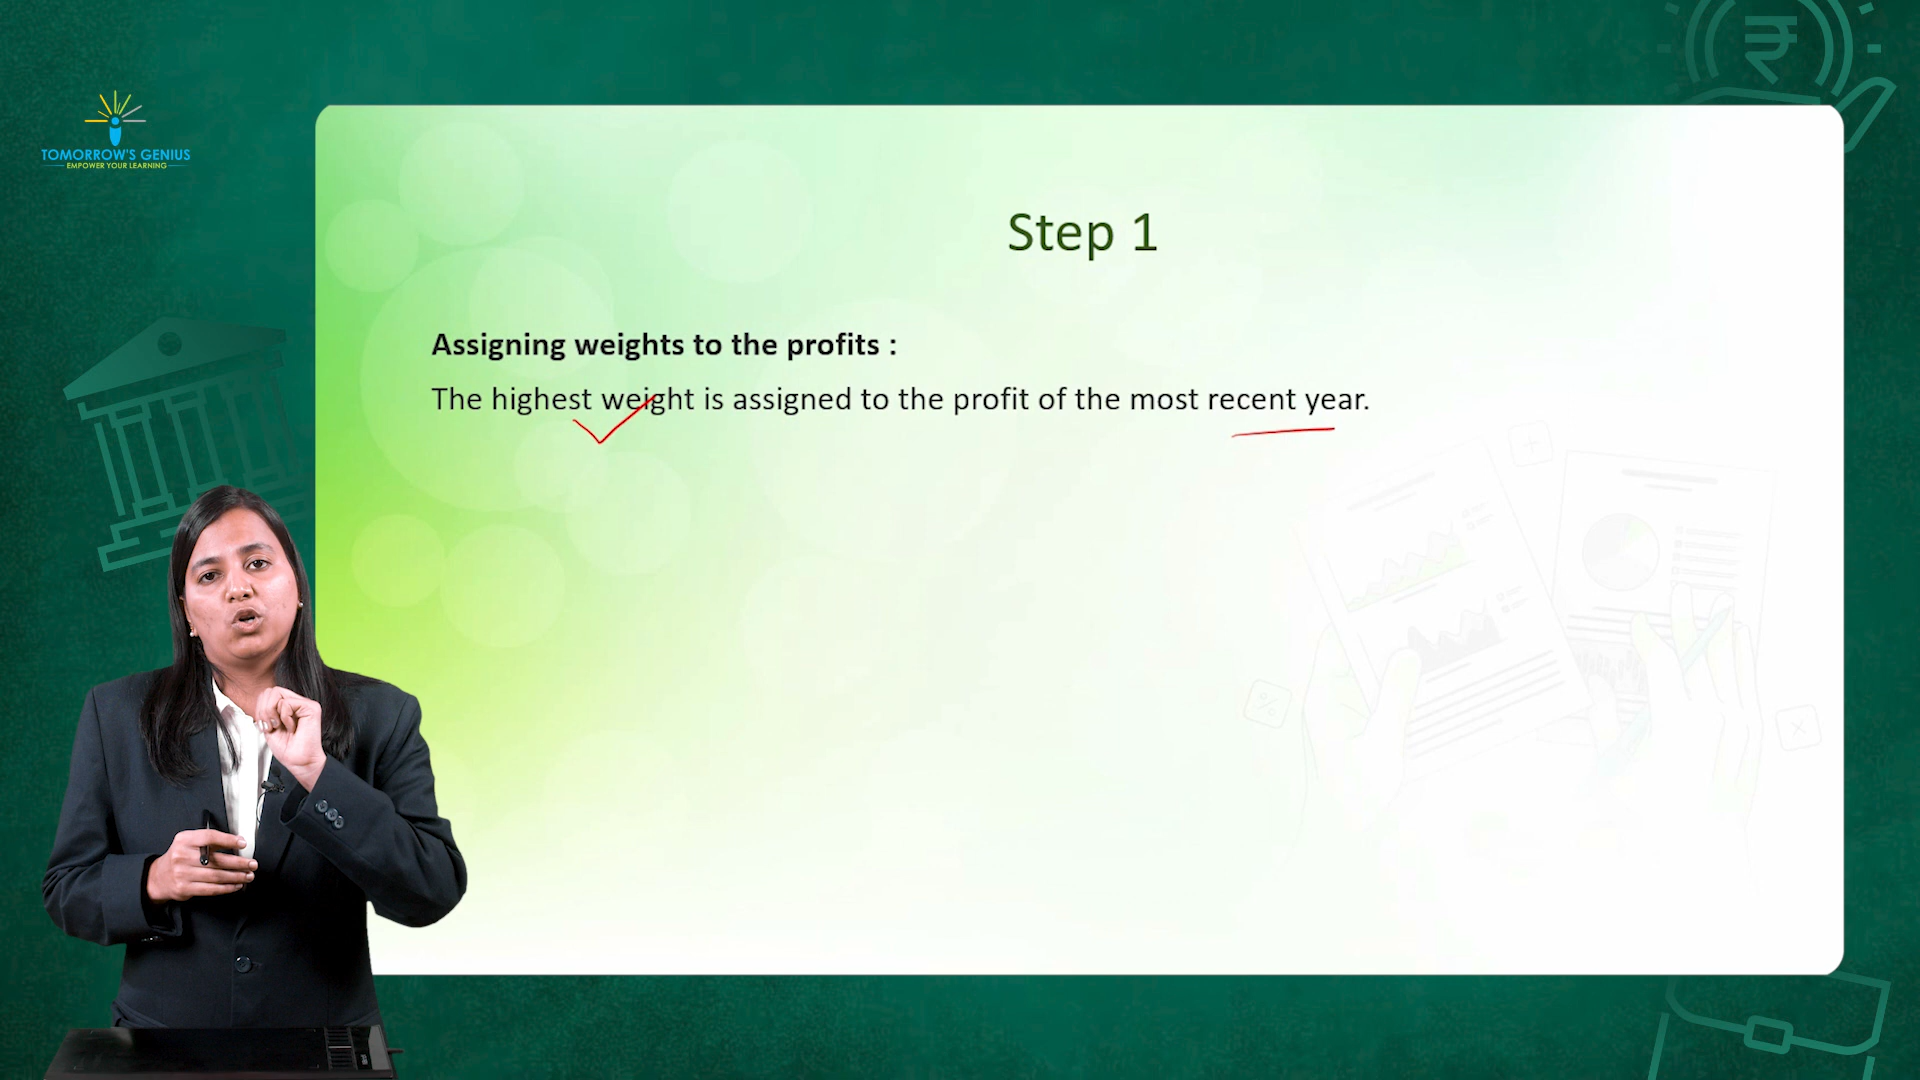 TOMORROW'S GENIUS
EMPOWER YOUR LEARNING
Step 1
Assigning weights to the profits :
The highest weight is assigned to the profit of the most recent year.